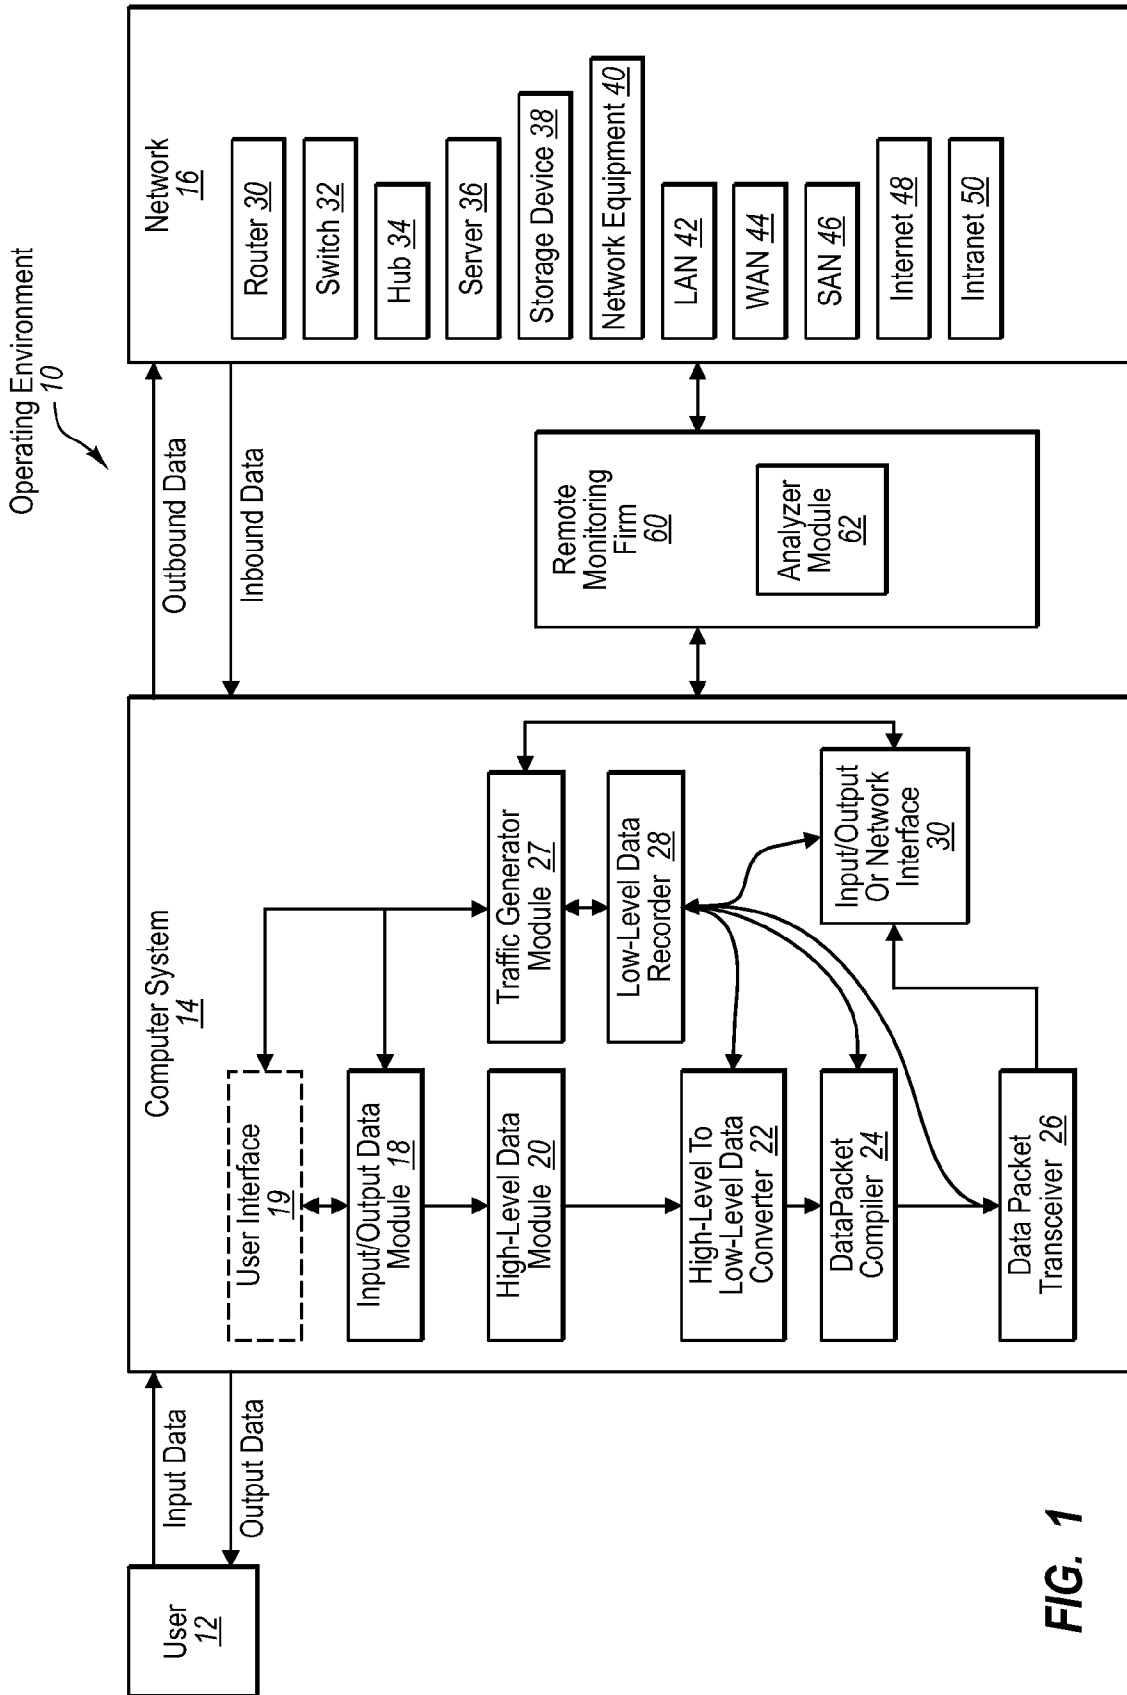 Operating Environment
10
User
12
Input Data
Output Data
Computer System
14
User Interface
19
Input/Output Data
Module 18
High-Level Data
Module 20
High-Level To
Low-Level Data
Converter 22
DataPacket
Compiler 24
Data Packet
Transceiver 26
Traffic Generator
Module 27
Low-Level Data
Recorder 28
Input/Output
Or Network
Interface
30
Outbound Data
Inbound Data
Remote
Monitoring
Firm
60
Analyzer
Module
62
Network
16
Router 30
Switch 32
Hub 34
Server 36
Storage Device 38
Network Equipment 40
LAN 42
WAN 44
SAN 46
Internet 48
Intranet 50
FIG. 1